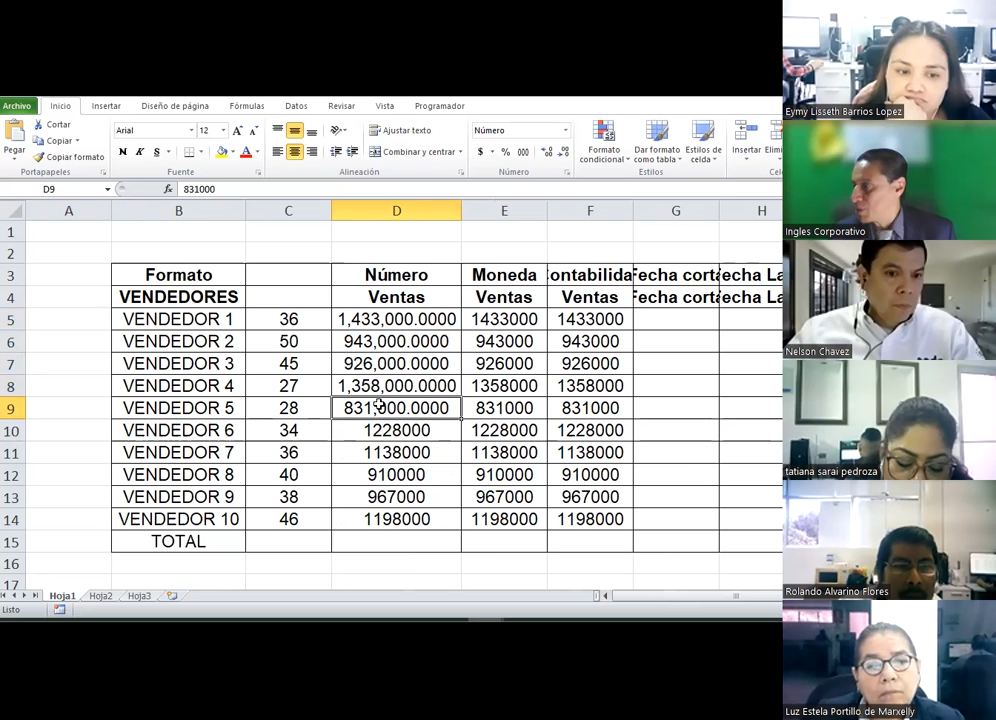 Archivo Inicio Insertar Diseño de página Fórmulas Datos Revisar Vista Programador
Pegar Cortar Copiar Copiar formato
Arial 12 Ajustar texto Número
N K S Combinar y centrar $ % 000
Formato condicional Dar formato como tabla Estilos de celda Insertar
Portapapeles Fuente Alineación Número Estilos
D9 fx 831000
A B C D E F G H
1
2
3 Formato Número Moneda ontabilida Fecha corta echa La
4 VENDEDORES Ventas Ventas Ventas Fecha corta echa La
5 VENDEDOR 1 36 1,433,000.0000 1433000 1433000
6 VENDEDOR 2 50 943,000.0000 943000 943000
7 VENDEDOR 3 45 926,000.0000 926000 926000
8 VENDEDOR 4 27 1,358,000.0000 1358000 1358000
9 VENDEDOR 5 28 831,000.0000 831000 831000
10 VENDEDOR 6 34 1228000 1228000 1228000
11 VENDEDOR 7 36 1138000 1138000 1138000
12 VENDEDOR 8 40 910000 910000 910000
13 VENDEDOR 9 38 967000 967000 967000
14 VENDEDOR 10 46 1198000 1198000 1198000
15 TOTAL
16
17
Hoja1 Hoja2 Hoja3
Listo
Eymy Lisseth Barrios Lopez
Ingles Corporativo
Nelson Chavez
tatiana sarai pedroza
Rolando Alvarino Flores
Luz Estela Portillo de Marxelly